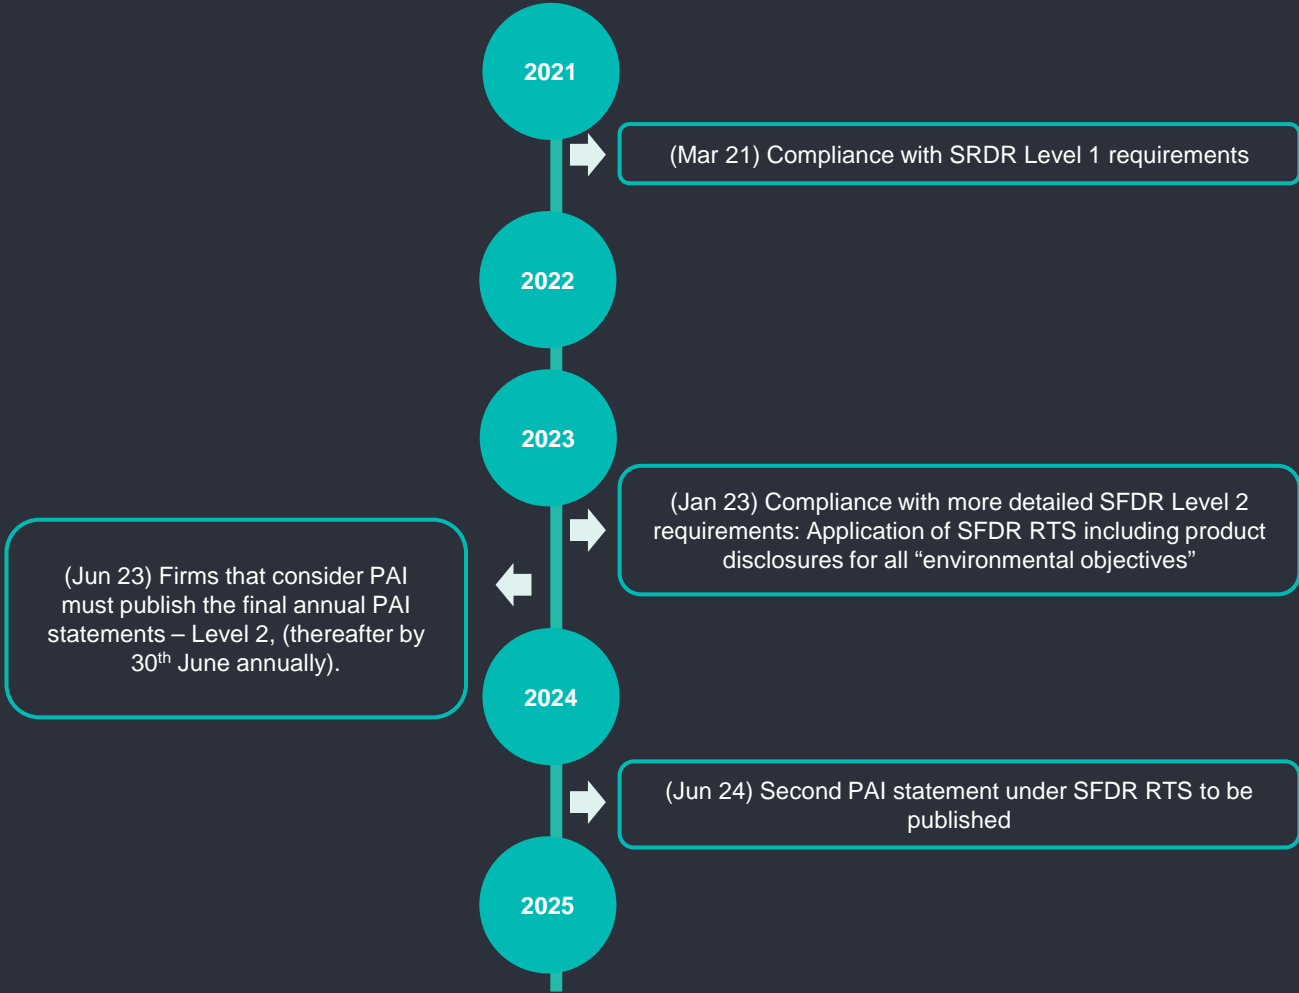 2021
(Mar 21) Compliance with SRDR Level 1 requirements
2022
2023
(Jan 23) Compliance with more detailed SFDR Level 2
requirements: Application of SFDR RTS including product
disclosures for all “environmental objectives”
(Jun 23) Firms that consider PAI
must publish the final annual PAI
statements – Level 2, (thereafter by
30th June annually).
2024
(Jun 24) Second PAI statement under SFDR RTS to be
published
2025